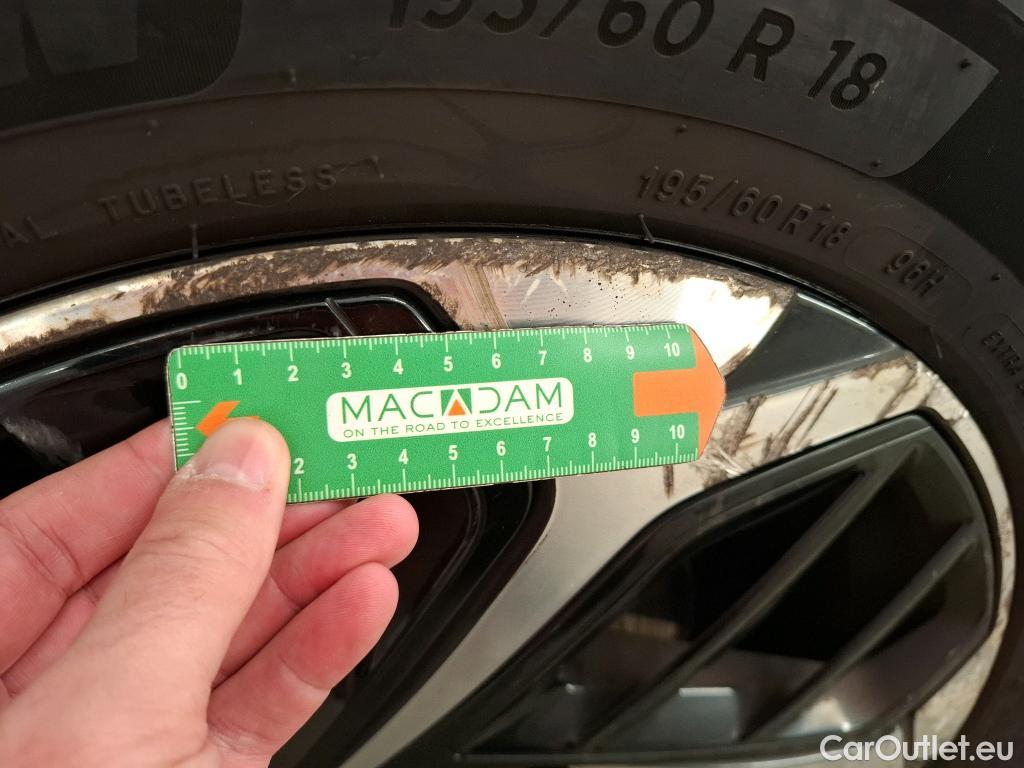 195/60 R 18
TUBELESS
195/60 R 18 96H
EXTRA
0 1 2 3 4 5 6 7 8 9 10
MACADAM
ON THE ROAD TO EXCELLENCE
2 3 4 5 6 7 8 9 10
CarOutlet.eu